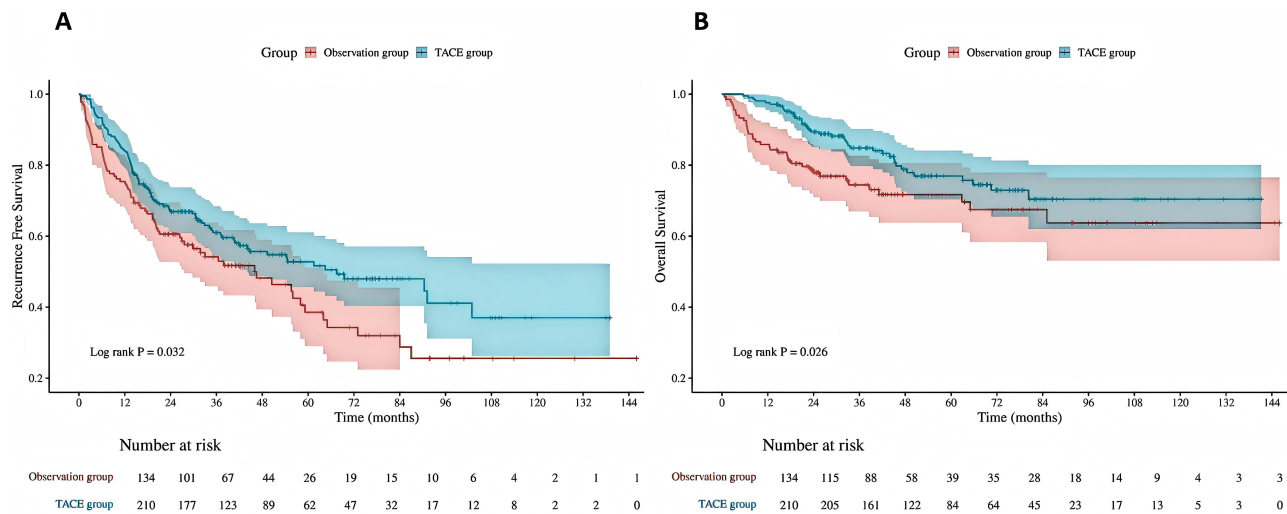 A
Group Observation group TACE group
Recurrence Free Survival
1.0
0.8
0.6
0.4
0.2
Log rank P = 0.032
0 12 24 36 48 60 72 84 96 108 120 132 144
Time (months)
Number at risk
Observation group 134 101 67 44 26 19 15 10 6 4 2 1 1
TACE group 210 177 123 89 62 47 32 17 12 8 2 2 0
B
Group Observation group TACE group
Overall Survival
1.0
0.8
0.6
0.4
0.2
Log rank P = 0.026
0 12 24 36 48 60 72 84 96 108 120 132 144
Time (months)
Number at risk
Observation group 134 115 88 58 39 35 28 18 14 9 4 3 3
TACE group 210 205 161 122 84 64 45 23 17 13 5 3 0